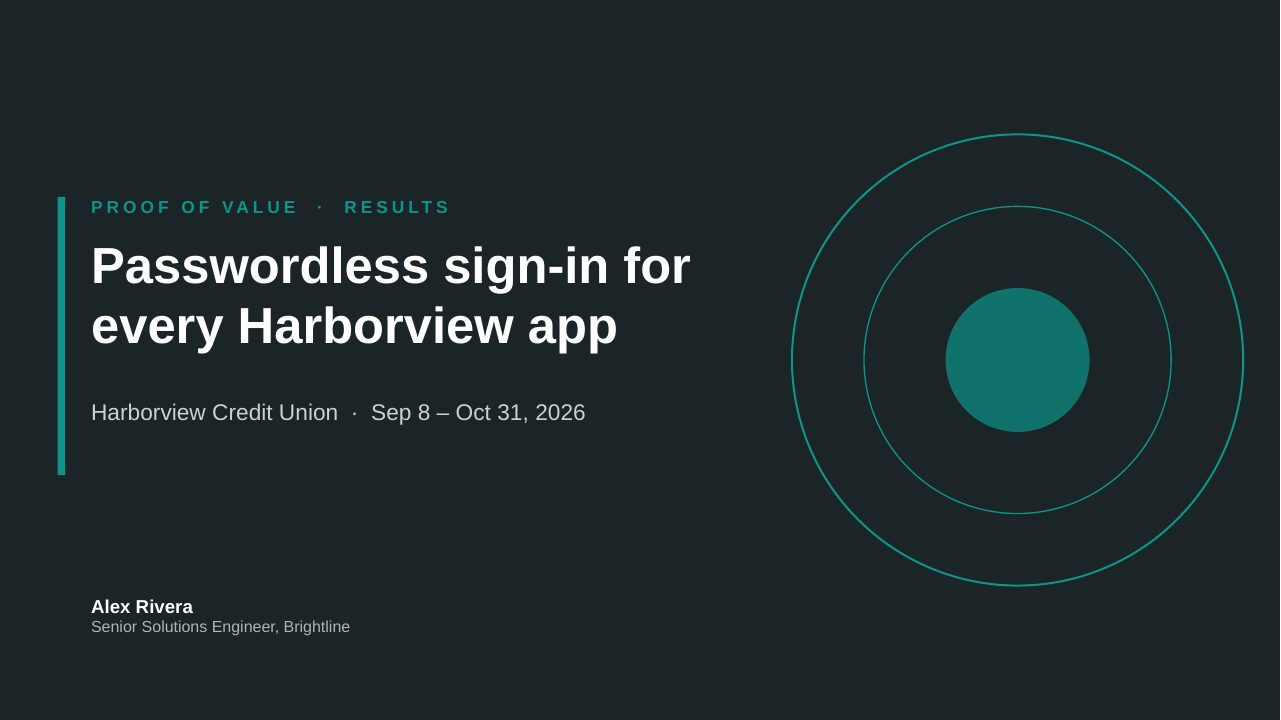 PROOF OF VALUE · RESULTS
Passwordless sign-in for
every Harborview app
Harborview Credit Union · Sep 8 – Oct 31, 2026
Alex Rivera
Senior Solutions Engineer, Brightline